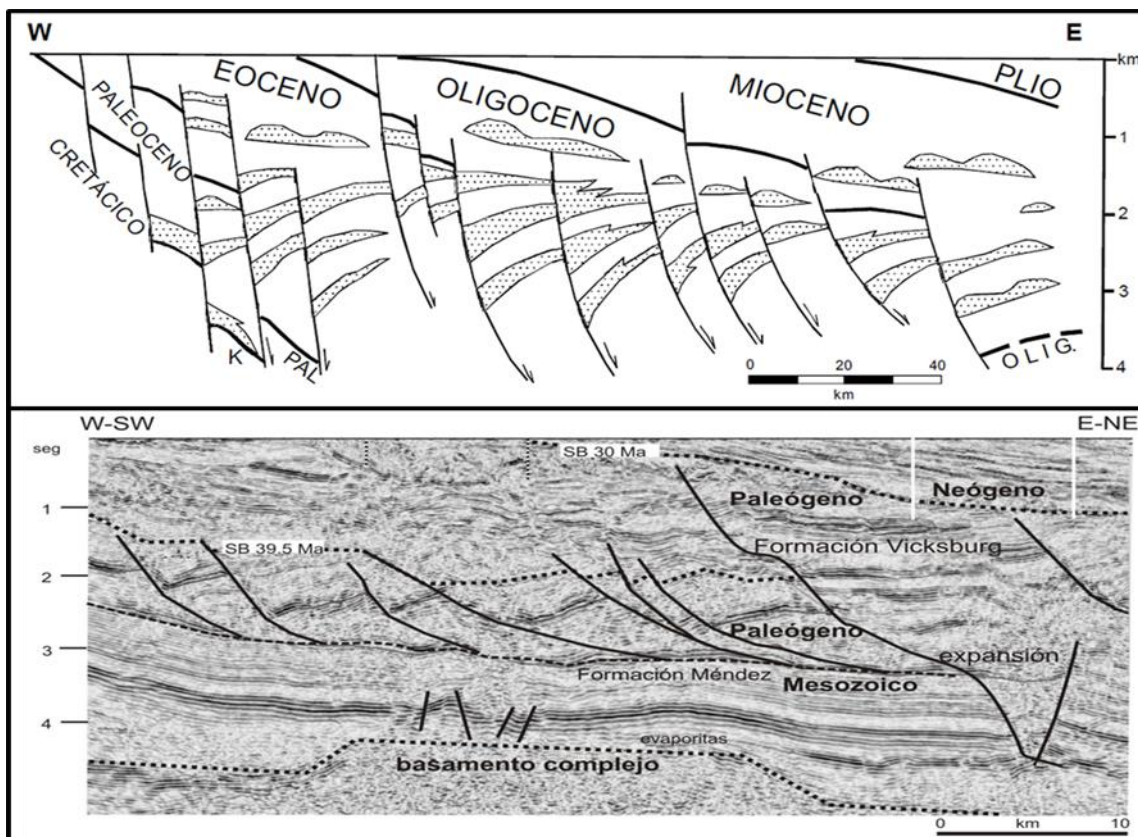 W
E
km
EOCENO
OLIGOCENO
MIOCENO
PLIO
PALEOCENO
CRETÁCICO
1
2
3
4
K
PAL
OLIG.
0 20 40
km
W-SW
E-NE
seg
SB 30 Ma
Paleógeno
Neógeno
1
Formación Vicksburg
SB 39.5 Ma
2
Paleógeno
3
expansión
Formación Méndez
Mesozoico
4
evaporitas
basamento complejo
0 km 10